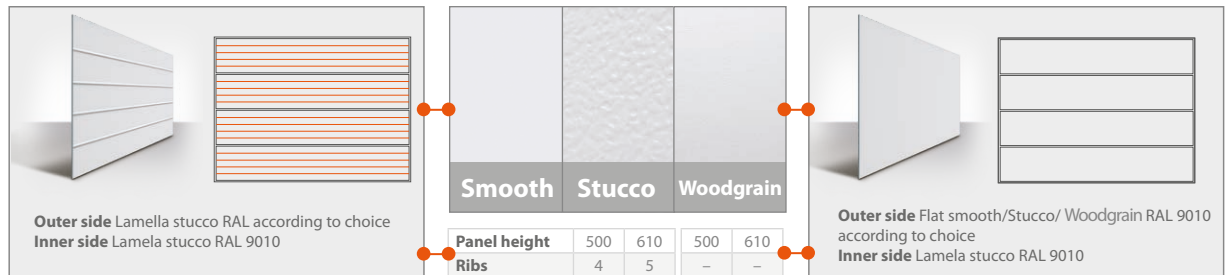 Outer side Lamella stucco RAL according to choice
Inner side Lamela stucco RAL 9010
Smooth Stucco Woodgrain
Panel height 500 610 500 610
Ribs 4 5 – –
Outer side Flat smooth/Stucco/ Woodgrain RAL 9010
according to choice
Inner side Lamela stucco RAL 9010